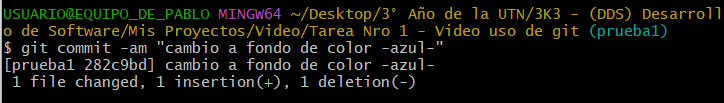 USUARIO@EQUIPO_DE_PABLO MINGW64 ~/Desktop/3° Año de la UTN/3K3 - (DDS) Desarroll
o de Software/Mis Proyectos/Video/Tarea Nro 1 - Video uso de git (prueba1)
$ git commit -am "cambio a fondo de color -azul-"
[prueba1 282c9bd] cambio a fondo de color -azul-
 1 file changed, 1 insertion(+), 1 deletion(-)